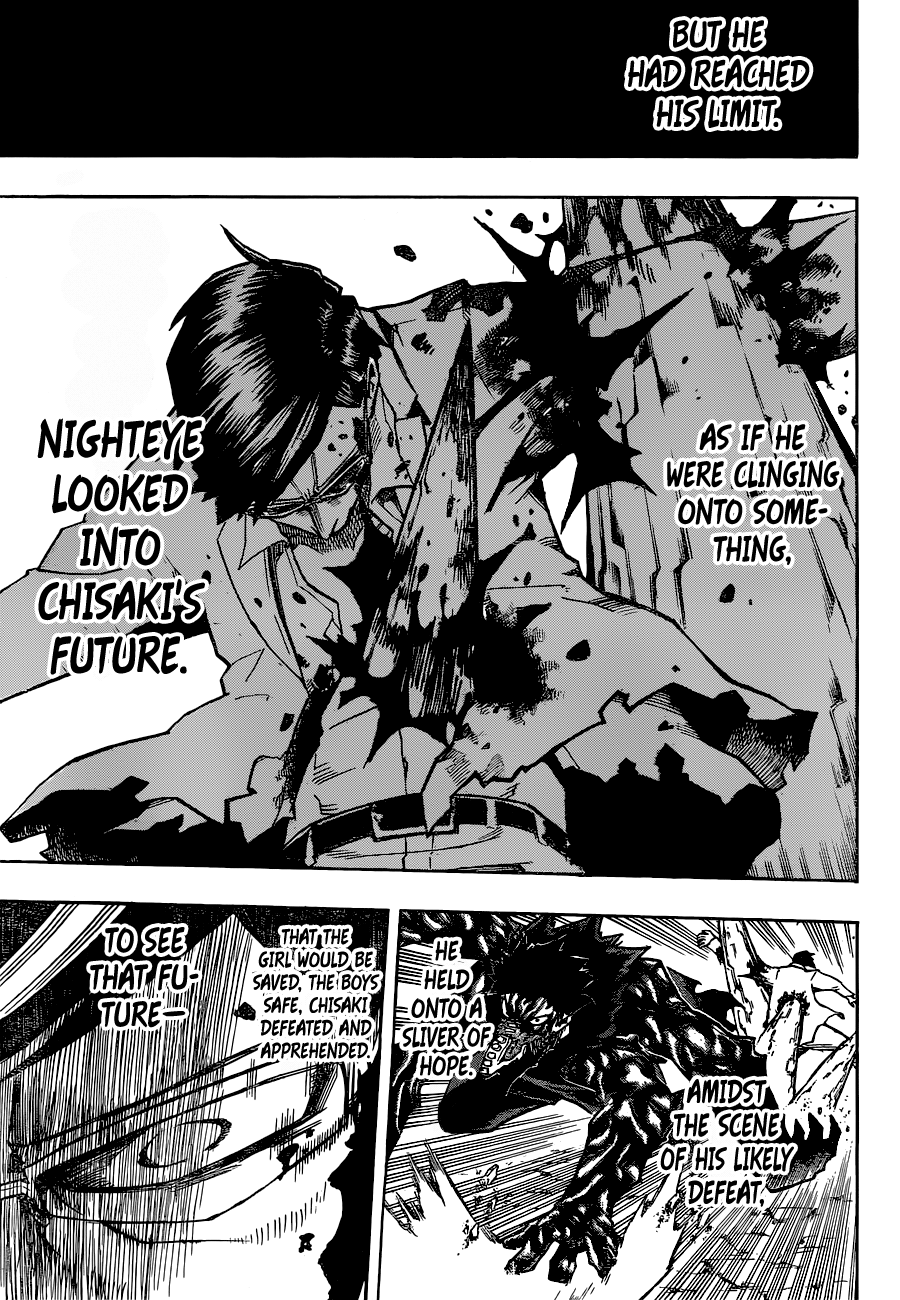 BUT HE
HAD REACHED
HIS LIMIT.
AS IF HE
WERE CLINGING
ONTO SOME-
THING,
NIGHTEYE
LOOKED
INTO
CHISAKI'S
FUTURE.
AMIDST
THE SCENE
OF HIS LIKELY
DEFEAT,
HE
HELD
ONTO A
SLIVER OF
HOPE.
THAT THE
GIRL WOULD BE
SAVED, THE BOYS
SAFE, CHISAKI
DEFEATED AND
APPREHENDED.
TO SEE
THAT FU-
TURE—